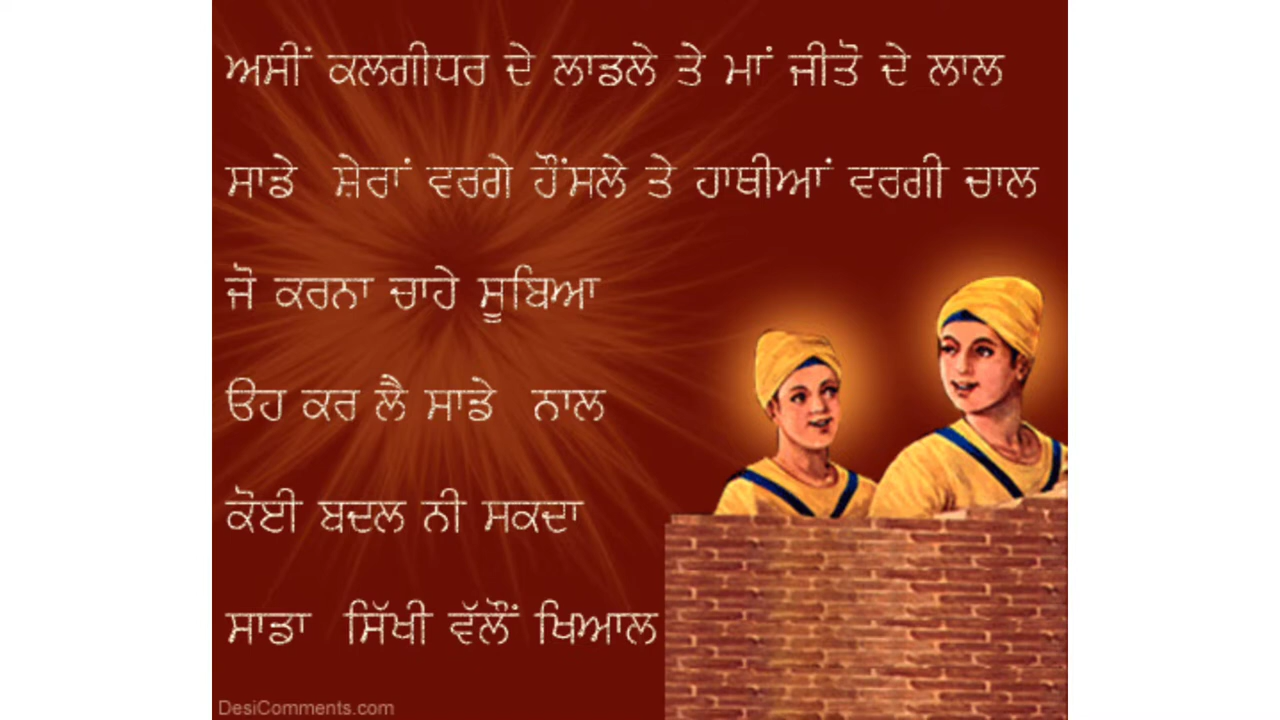 ਅਸੀਂ ਕਲਗੀਧਰ ਦੇ ਲਾਡਲੇ ਤੇ ਮਾਂ ਜੀਤੋ ਦੇ ਲਾਲ
ਸਾਡੇ ਸ਼ੇਰਾਂ ਵਰਗੇ ਹੌਂਸਲੇ ਤੇ ਹਾਥੀਆਂ ਵਰਗੀ ਚਾਲ
ਜੋ ਕਰਨਾ ਚਾਹੇ ਸੂਬਿਆ
ਓਹ ਕਰ ਲੈ ਸਾਡੇ ਨਾਲ
ਕੋਈ ਬਦਲ ਨੀ ਸਕਦਾ
ਸਾਡਾ ਸਿੱਖੀ ਵੱਲੌਂ ਖਿਆਲ
DesiComments.com